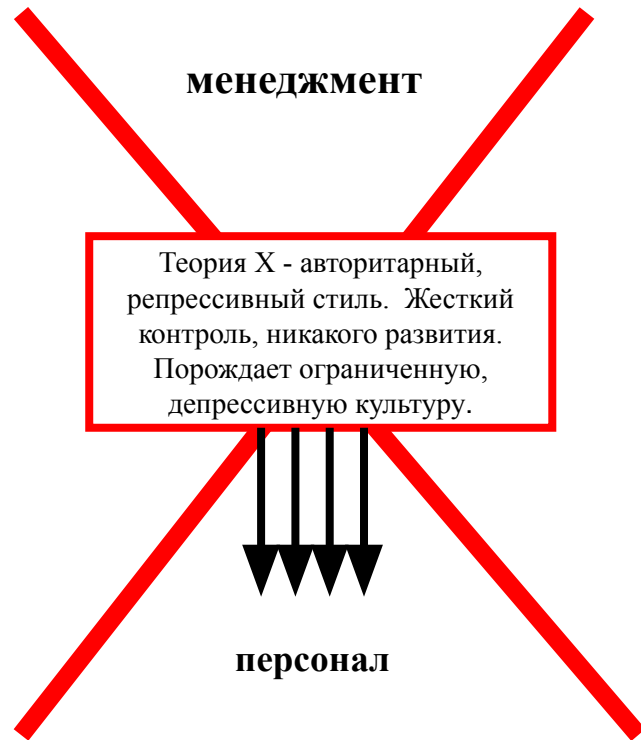 менеджмент
Теория X - авторитарный,
репрессивный стиль. Жесткий
контроль, никакого развития.
Порождает ограниченную,
депрессивную культуру.
персонал